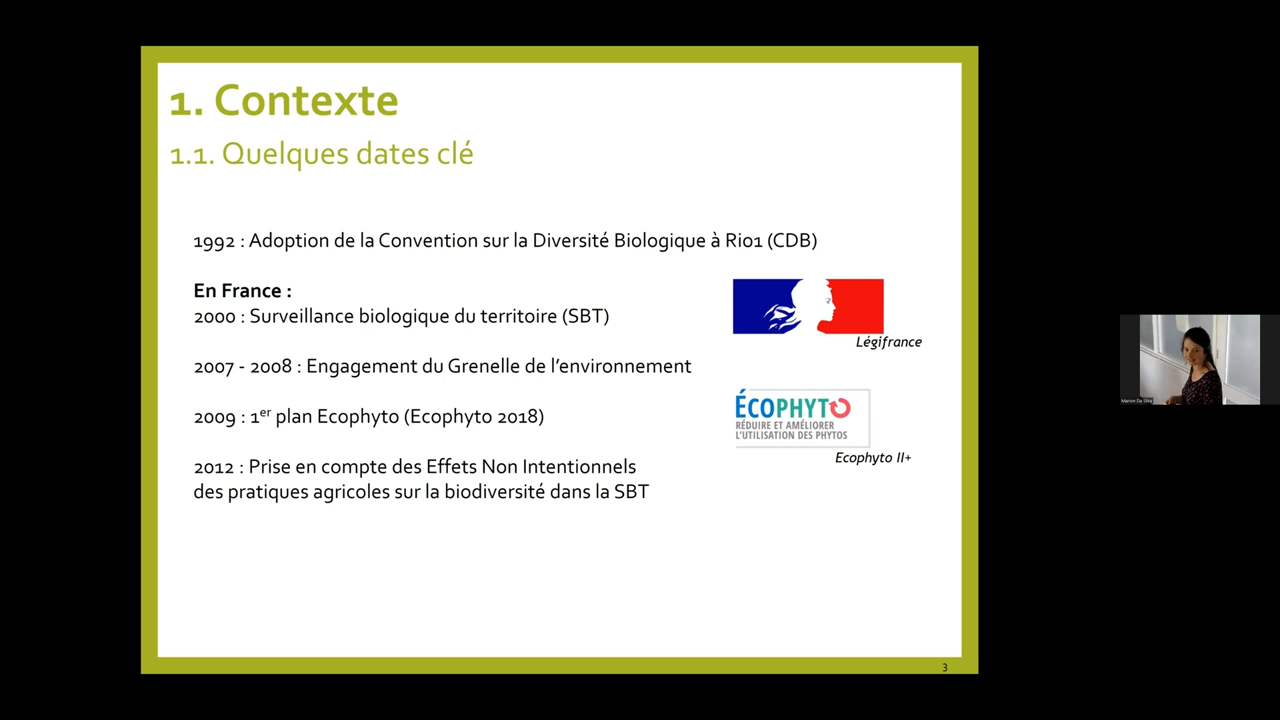 1. Contexte
1.1. Quelques dates clé
1992 : Adoption de la Convention sur la Diversité Biologique à Rio1 (CDB)
En France :
2000 : Surveillance biologique du territoire (SBT)
Légifrance
2007 - 2008 : Engagement du Grenelle de l’environnement
2009 : 1er plan Ecophyto (Ecophyto 2018)
ÉCOPHYTO
RÉDUIRE ET AMÉLIORER
L'UTILISATION DES PHYTOS
Ecophyto II+
2012 : Prise en compte des Effets Non Intentionnels
des pratiques agricoles sur la biodiversité dans la SBT
3
Marion Da Silva